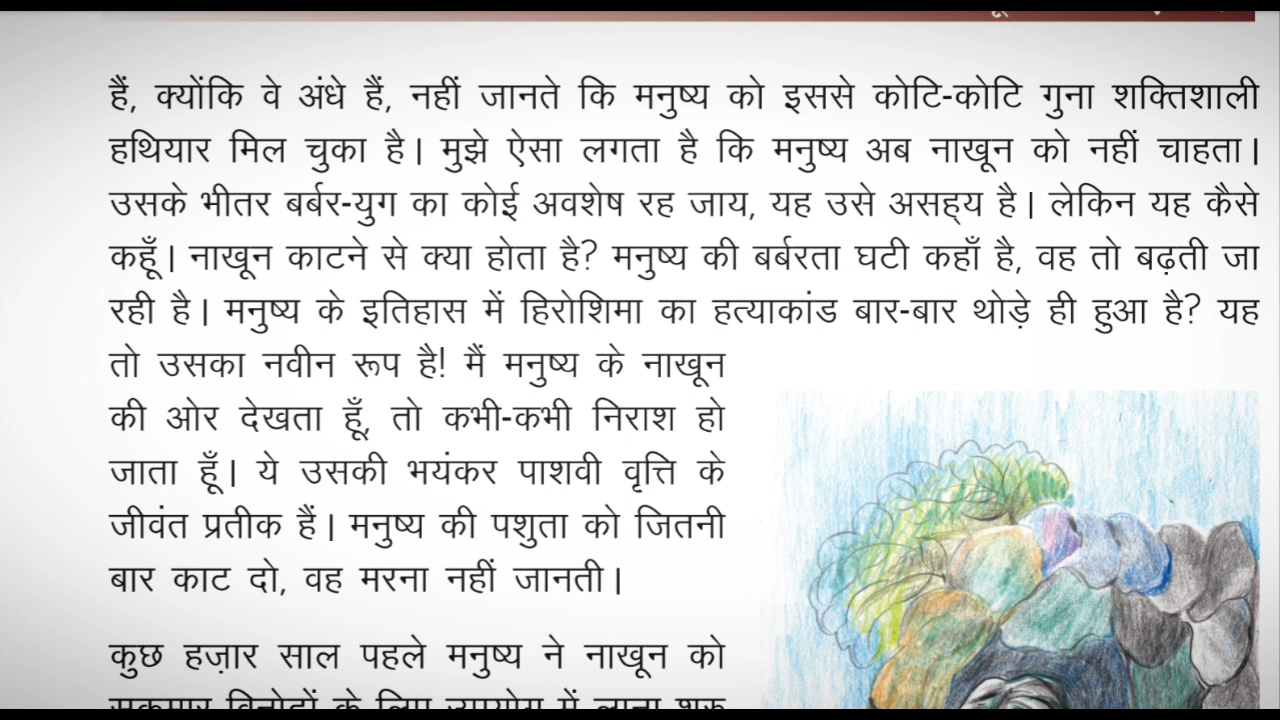 हैं, क्योंकि वे अंधे हैं, नहीं जानते कि मनुष्य को इससे कोटि-कोटि गुना शक्तिशाली
हथियार मिल चुका है। मुझे ऐसा लगता है कि मनुष्य अब नाखून को नहीं चाहता।
उसके भीतर बर्बर-युग का कोई अवशेष रह जाय, यह उसे असह्य है। लेकिन यह कैसे
कहूँ। नाखून काटने से क्या होता है? मनुष्य की बर्बरता घटी कहाँ है, वह तो बढ़ती जा
रही है। मनुष्य के इतिहास में हिरोशिमा का हत्याकांड बार-बार थोड़े ही हुआ है? यह
तो उसका नवीन रूप है! मैं मनुष्य के नाखून
की ओर देखता हूँ, तो कभी-कभी निराश हो
जाता हूँ। ये उसकी भयंकर पाशवी वृत्ति के
जीवंत प्रतीक हैं। मनुष्य की पशुता को जितनी
बार काट दो, वह मरना नहीं जानती।
कुछ हज़ार साल पहले मनुष्य ने नाखून को
सुकुमार विनोदों के लिए उपयोग में लाना शुरू